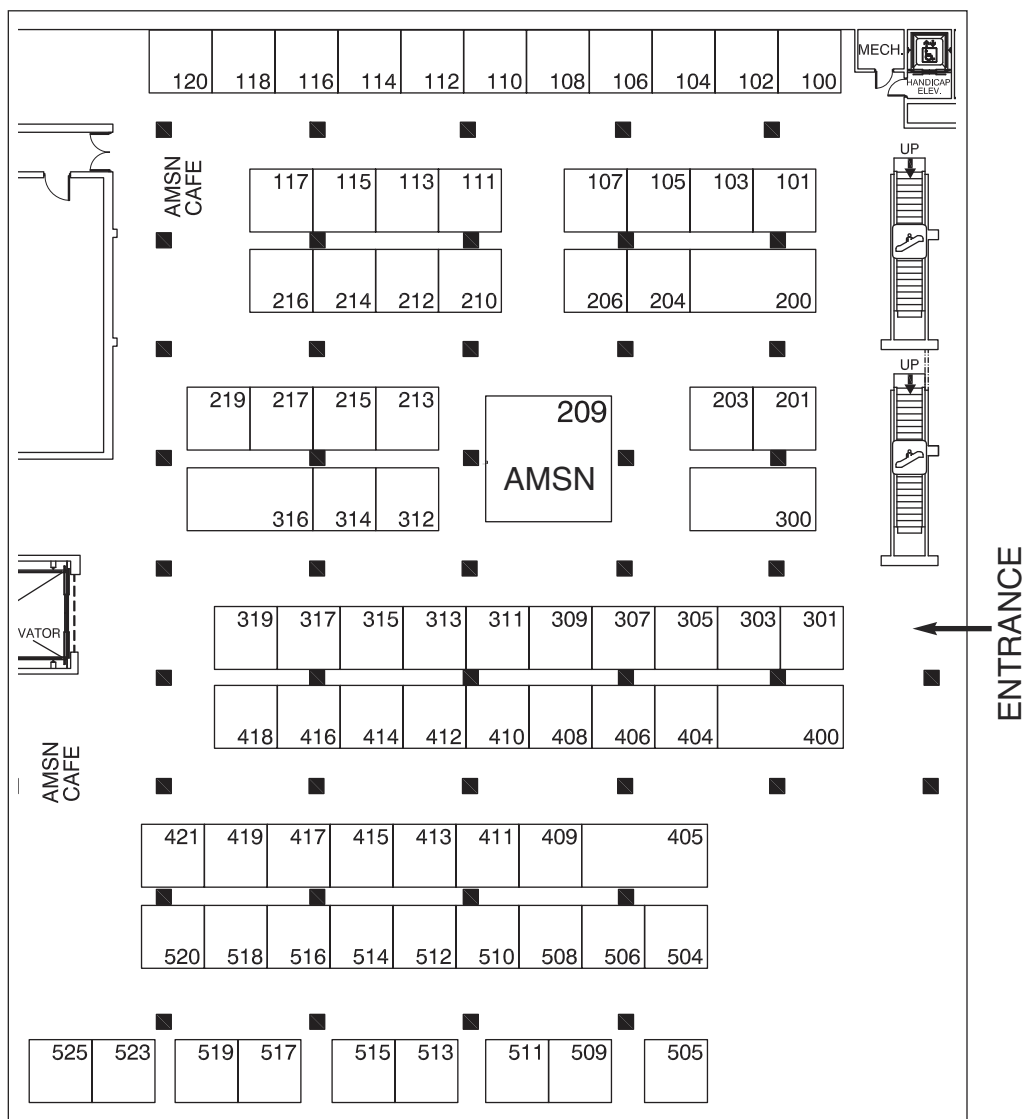 120 118 116 114 112 110 108 106 104 102 100
MECH.
HANDICAP
ELEV.
AMSN
CAFE
117 115 113 111 107 105 103 101
UP
216 214 212 210 206 204 200
UP
219 217 215 213 209 203 201
AMSN
316 314 312 300
ENTRANCE
319 317 315 313 311 309 307 305 303 301
VATOR
418 416 414 412 410 408 406 404 400
AMSN
CAFE
421 419 417 415 413 411 409 405
520 518 516 514 512 510 508 506 504
525 523 519 517 515 513 511 509 505